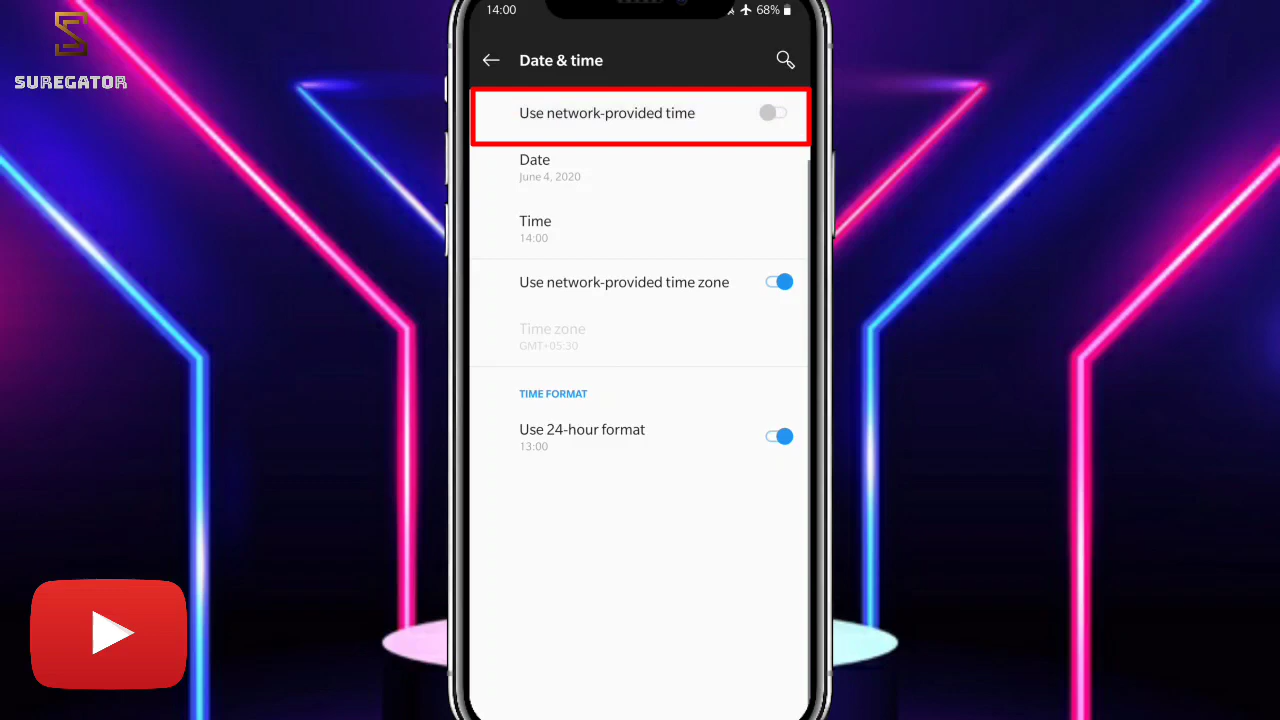 14:00
68%
SUREGATOR
Date & time
Use network-provided time
Date
June 4, 2020
Time
14:00
Use network-provided time zone
Time zone
GMT+05:30
TIME FORMAT
Use 24-hour format
13:00